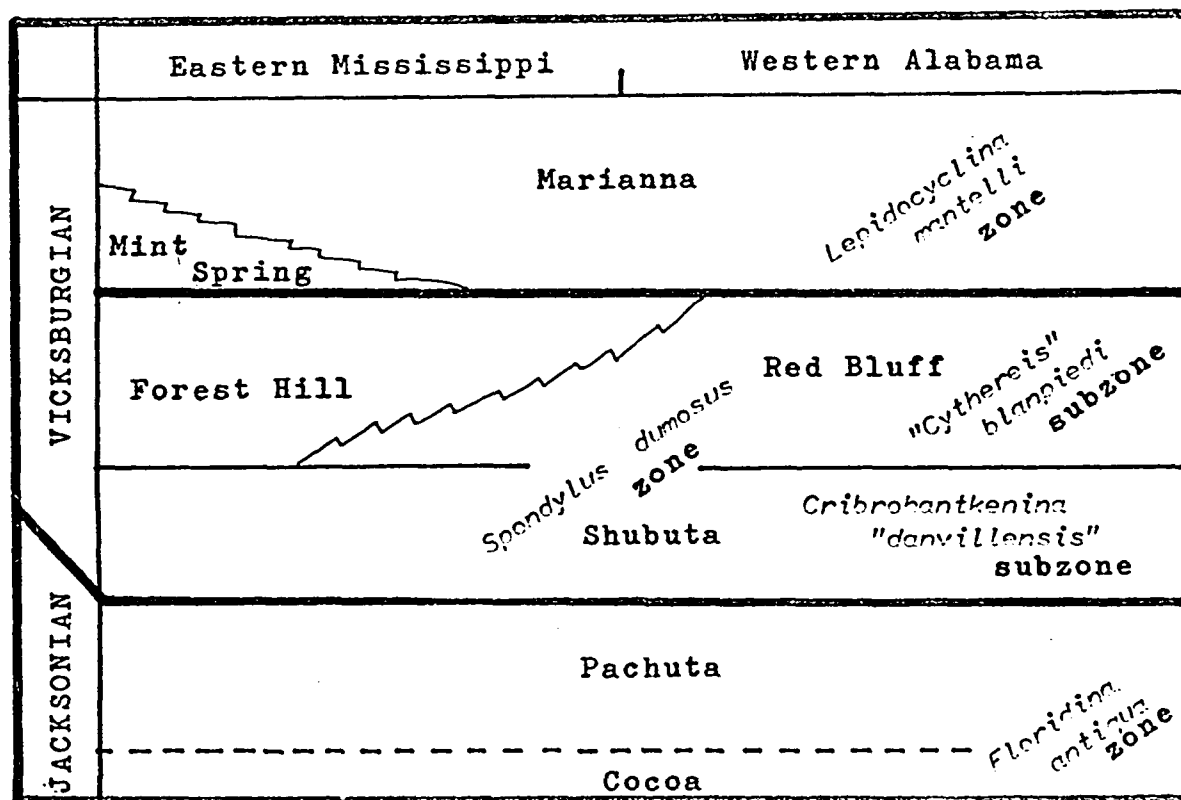 Eastern Mississippi
Western Alabama
VICKSBURGIAN
Marianna
Lepidocyclina
mantelli
zone
Mint
Spring
Forest Hill
Red Bluff
"Cythereis"
blanpiedi
subzone
Spondylus dumosus
zone
Shubuta
Cribrohantkenina
"danvillensis"
subzone
JACKSONIAN
Pachuta
Floridina
antiqua
zone
Cocoa